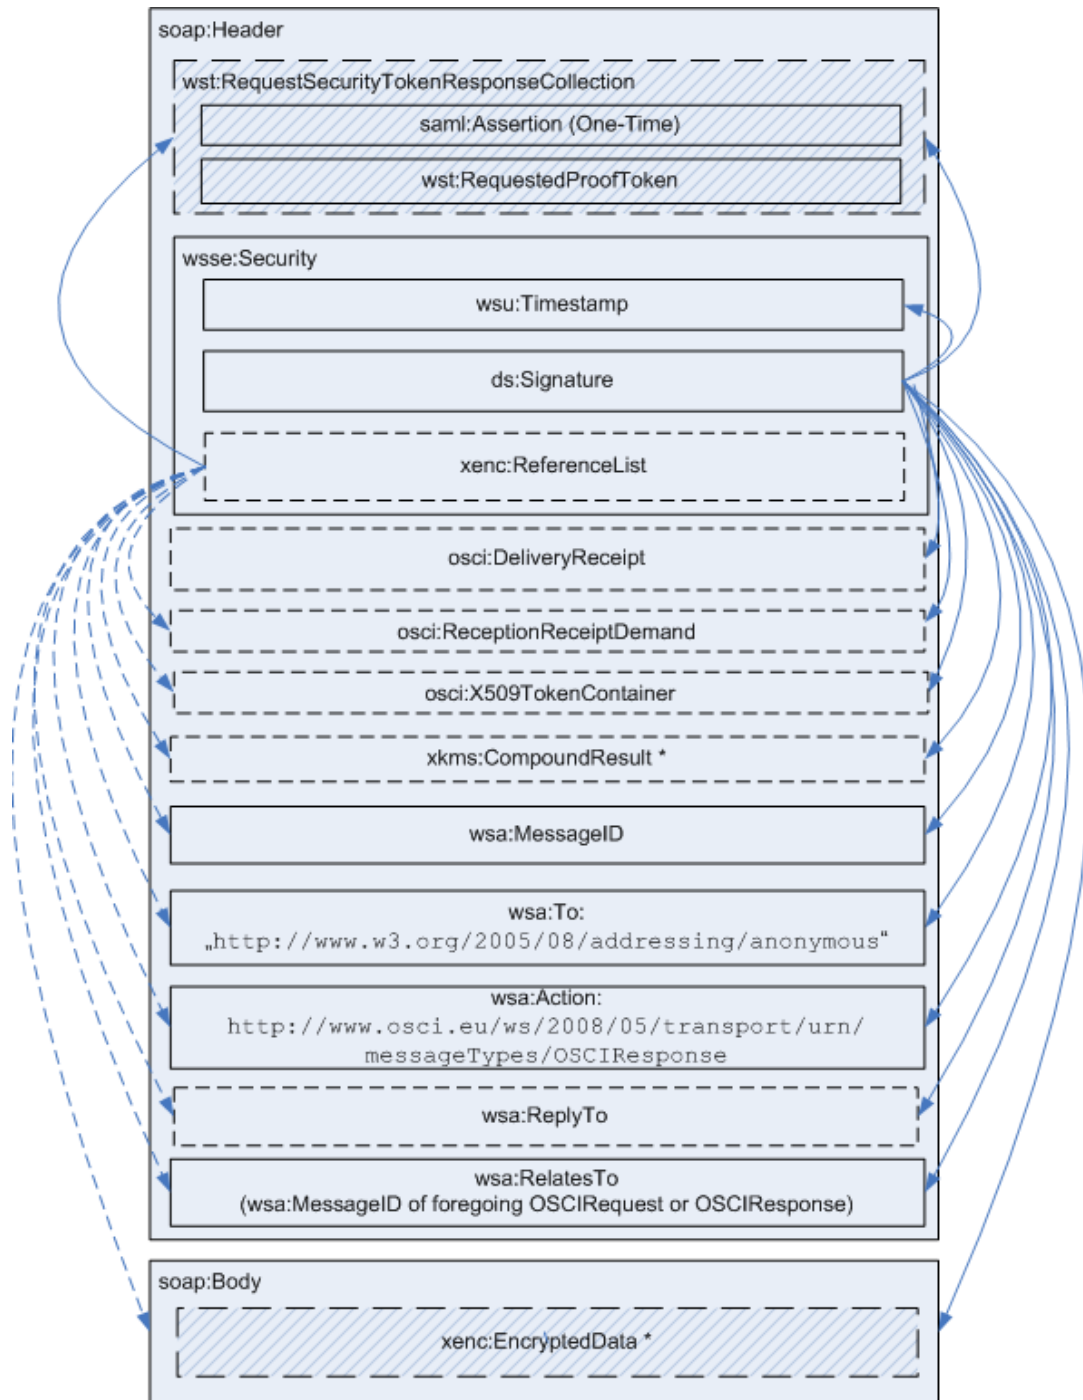 soap:Header
wst:RequestSecurityTokenResponseCollection
saml:Assertion (One-Time)
wst:RequestedProofToken
wsse:Security
wsu:Timestamp
ds:Signature
xenc:ReferenceList
osci:DeliveryReceipt
osci:ReceptionReceiptDemand
osci:X509TokenContainer
xkms:CompoundResult *
wsa:MessageID
wsa:To:
„http://www.w3.org/2005/08/addressing/anonymous“
wsa:Action:
http://www.osci.eu/ws/2008/05/transport/urn/
messageTypes/OSCIResponse
wsa:ReplyTo
wsa:RelatesTo
(wsa:MessageID of foregoing OSCIRequest or OSCIResponse)
soap:Body
xenc:EncryptedData *